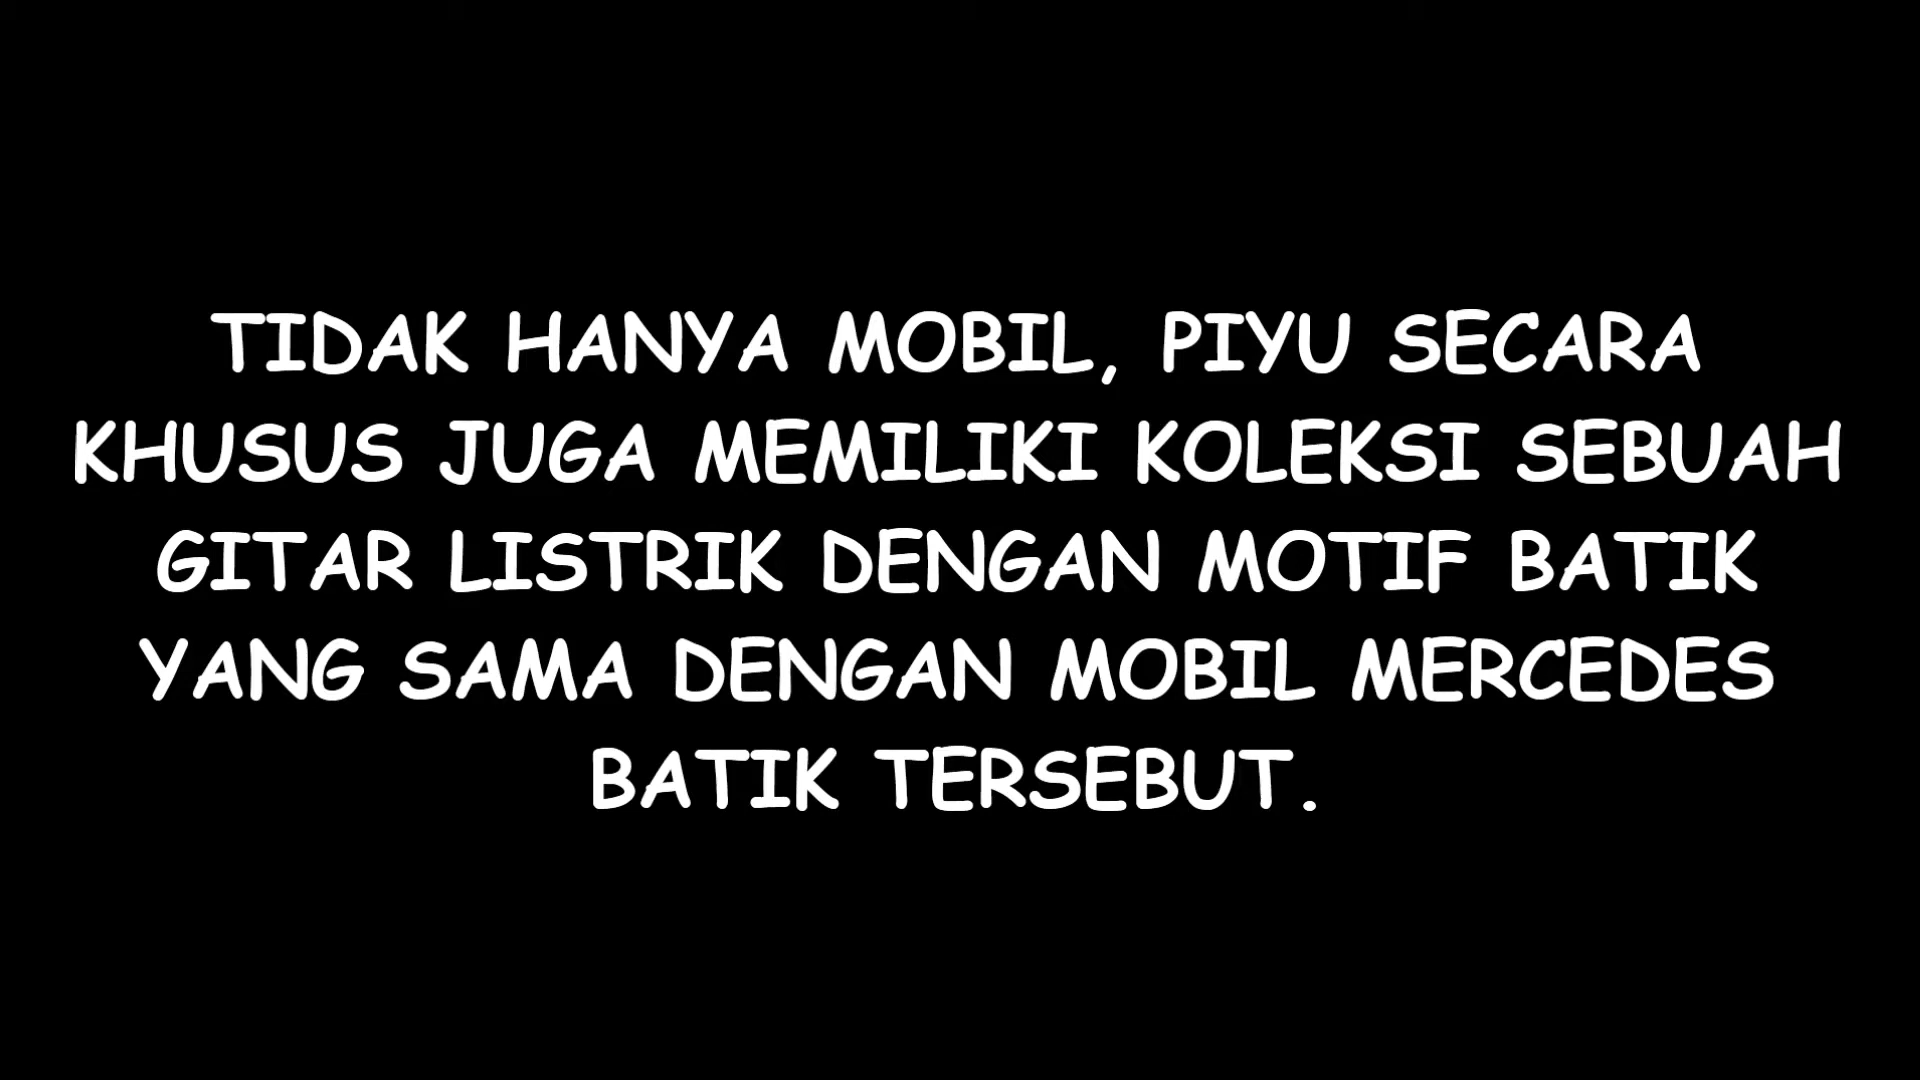 TIDAK HANYA MOBIL, PIYU SECARA
KHUSUS JUGA MEMILIKI KOLEKSI SEBUAH
GITAR LISTRIK DENGAN MOTIF BATIK
YANG SAMA DENGAN MOBIL MERCEDES
BATIK TERSEBUT.